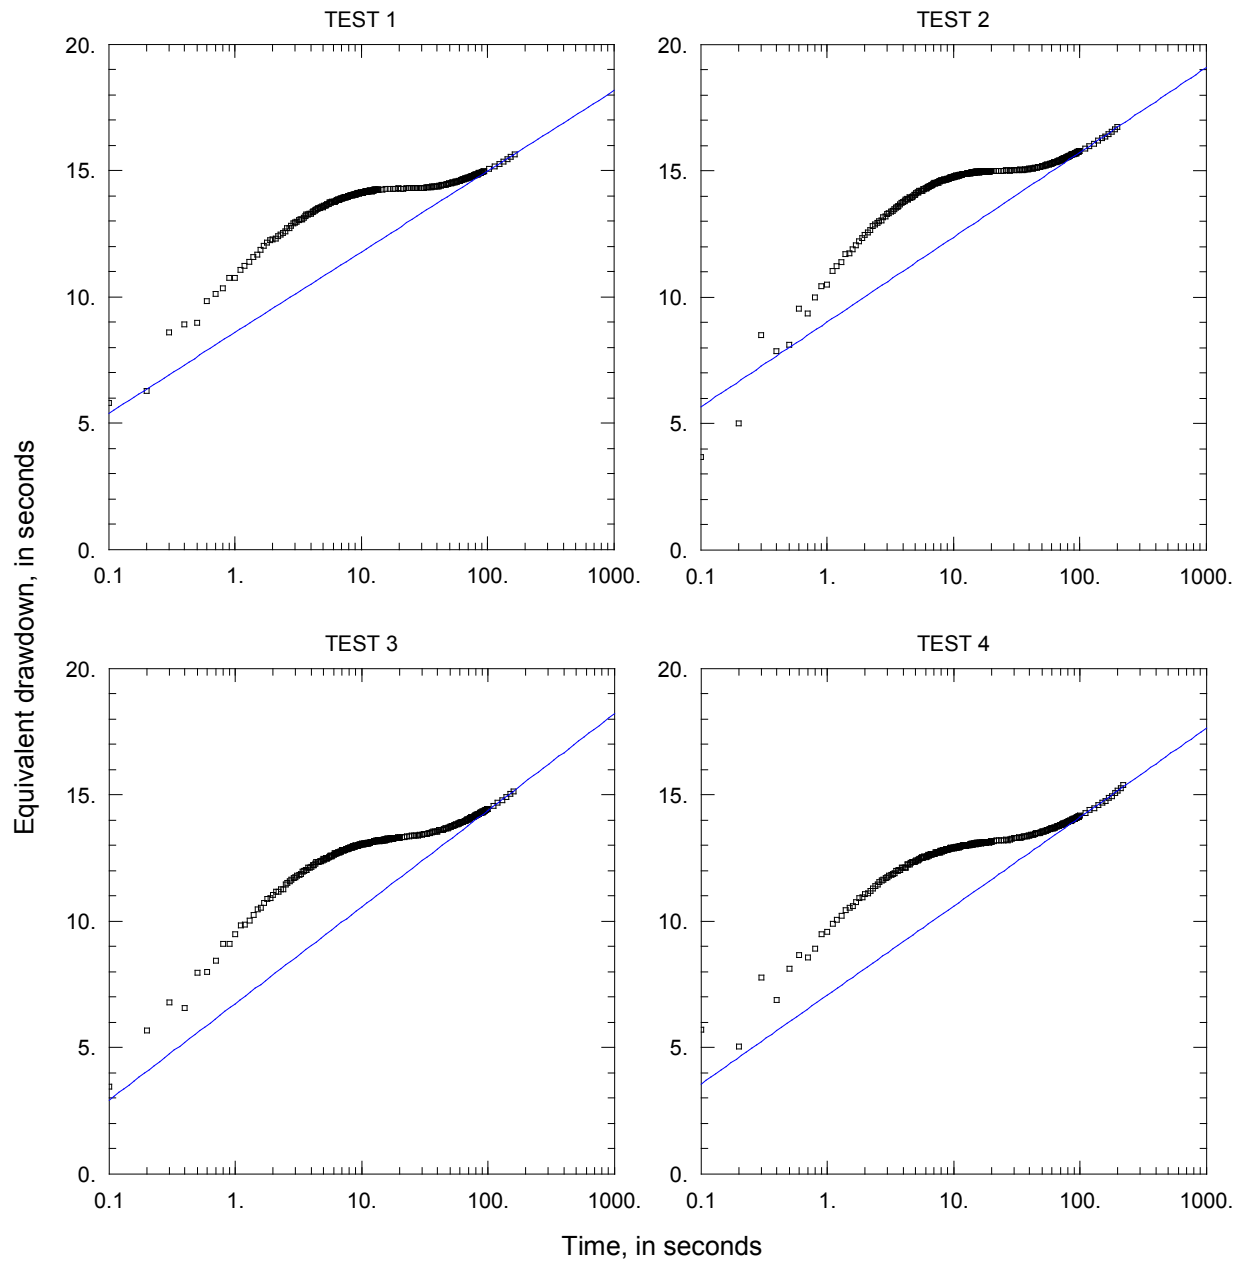 TEST 1
20.
15.
10.
5.
0.
0.1 1. 10. 100. 1000.
TEST 2
20.
15.
10.
5.
0.
0.1 1. 10. 100. 1000.
Equivalent drawdown, in seconds
TEST 3
20.
15.
10.
5.
0.
0.1 1. 10. 100. 1000.
TEST 4
20.
15.
10.
5.
0.
0.1 1. 10. 100. 1000.
Time, in seconds